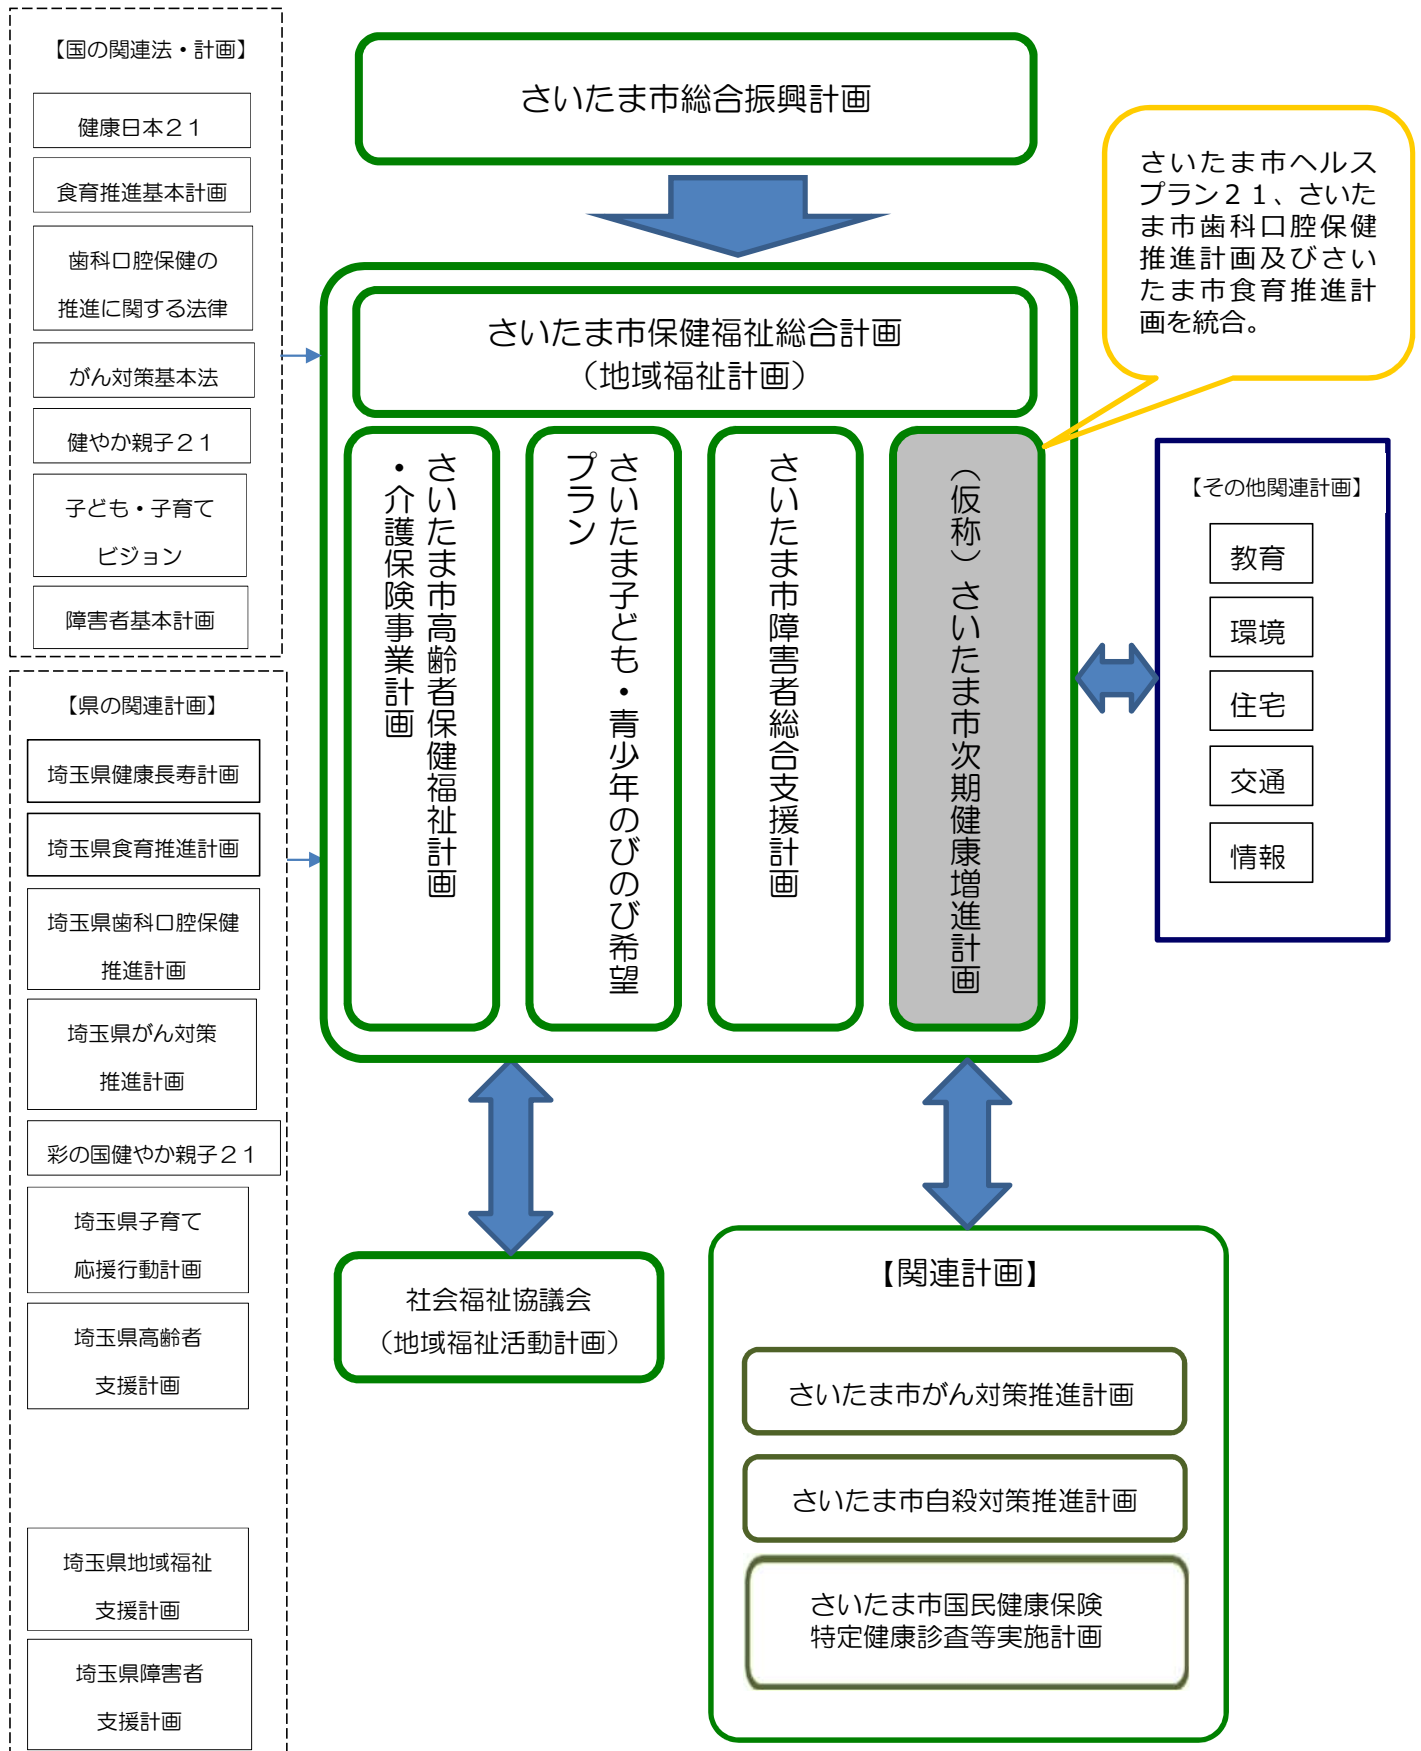 【国の関連法・計画】
健康日本２１
食育推進基本計画
歯科口腔保健の
推進に関する法律
がん対策基本法
健やか親子２１
子ども・子育て
ビジョン
障害者基本計画
【県の関連計画】
埼玉県健康長寿計画
埼玉県食育推進計画
埼玉県歯科口腔保健
推進計画
埼玉県がん対策
推進計画
彩の国健やか親子２１
埼玉県子育て
応援行動計画
埼玉県高齢者
支援計画
埼玉県地域福祉
支援計画
埼玉県障害者
支援計画
さいたま市総合振興計画
さいたま市保健福祉総合計画
（地域福祉計画）
さいたま市高齢者保健福祉計画
・介護保険事業計画
さいたま子ども・青少年のびのび希望
プラン
さいたま市障害者総合支援計画
（仮称）さいたま市次期健康増進計画
さいたま市ヘルス
プラン２１、さいた
ま市歯科口腔保健
推進計画及びさい
たま市食育推進計
画を統合。
【その他関連計画】
教育
環境
住宅
交通
情報
社会福祉協議会
（地域福祉活動計画）
【関連計画】
さいたま市がん対策推進計画
さいたま市自殺対策推進計画
さいたま市国民健康保険
特定健康診査等実施計画